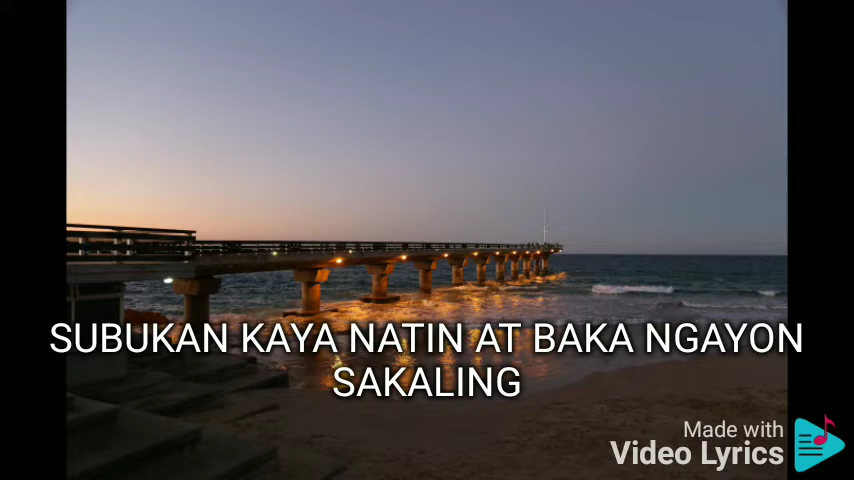 SUBUKAN KAYA NATIN AT BAKA NGAYON
SAKALING
Made with
Video Lyrics